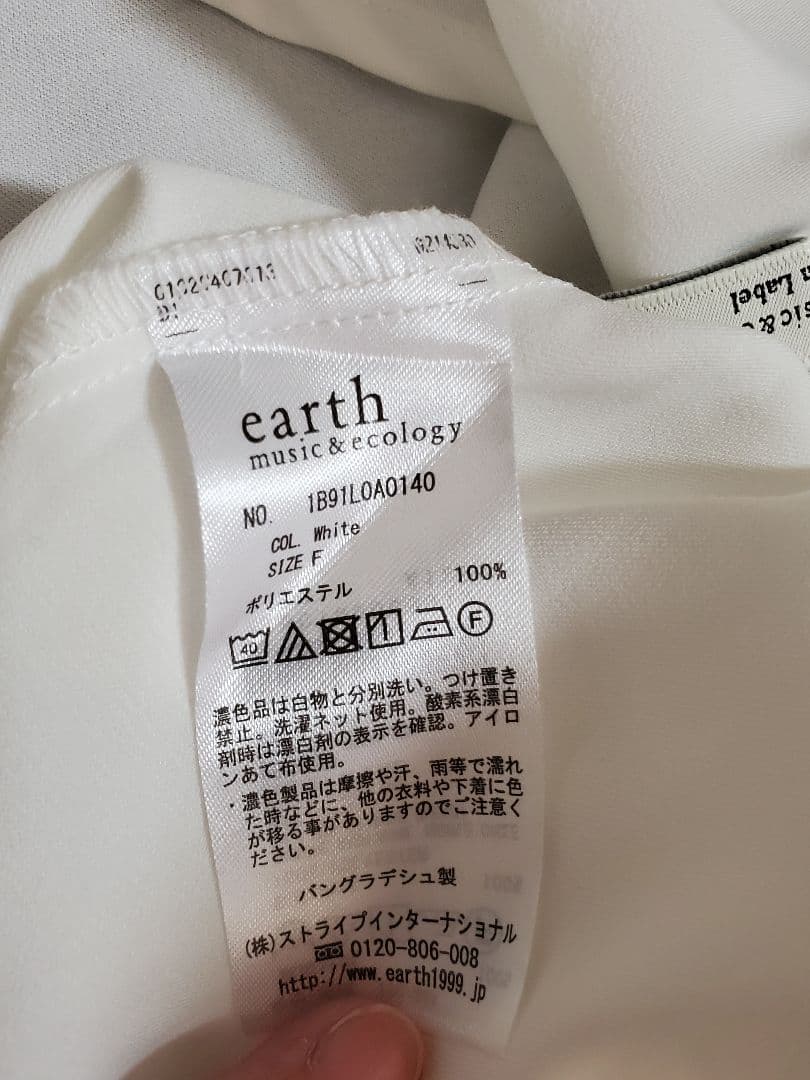 01020407013
01
earth
music & ecology
NO. 1B91L0A0140
COL. White
SIZE F
ポリエステル 100%
40 F
濃色品は白物と分別洗い。つけ置き
禁止。洗濯ネット使用。酸素系漂白
剤時は漂白剤の表示を確認。アイロ
ンあて布使用。
・濃色製品は摩擦や汗、雨等で濡れ
た時などに、他の衣料や下着に色
が移る事がありますのでご注意く
ださい。
バングラデシュ製
(株)ストライプインターナショナル
0120-806-008
http://www.earth1999.jp
Label